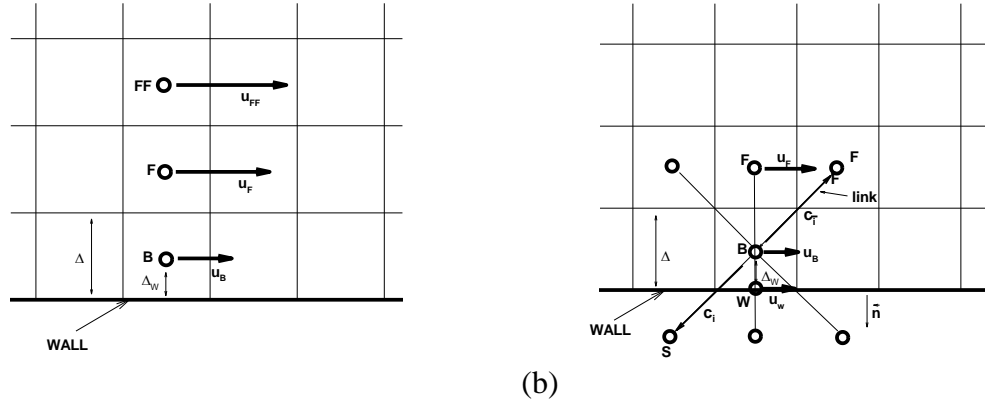 FF
u_FF
F
u_F
Δ
B
u_B
Δ_W
WALL
F
u_F
F
F
link
c_ī
Δ
B
u_B
Δ_W
W
u_w
WALL
c_i
n⃗
S
(b)